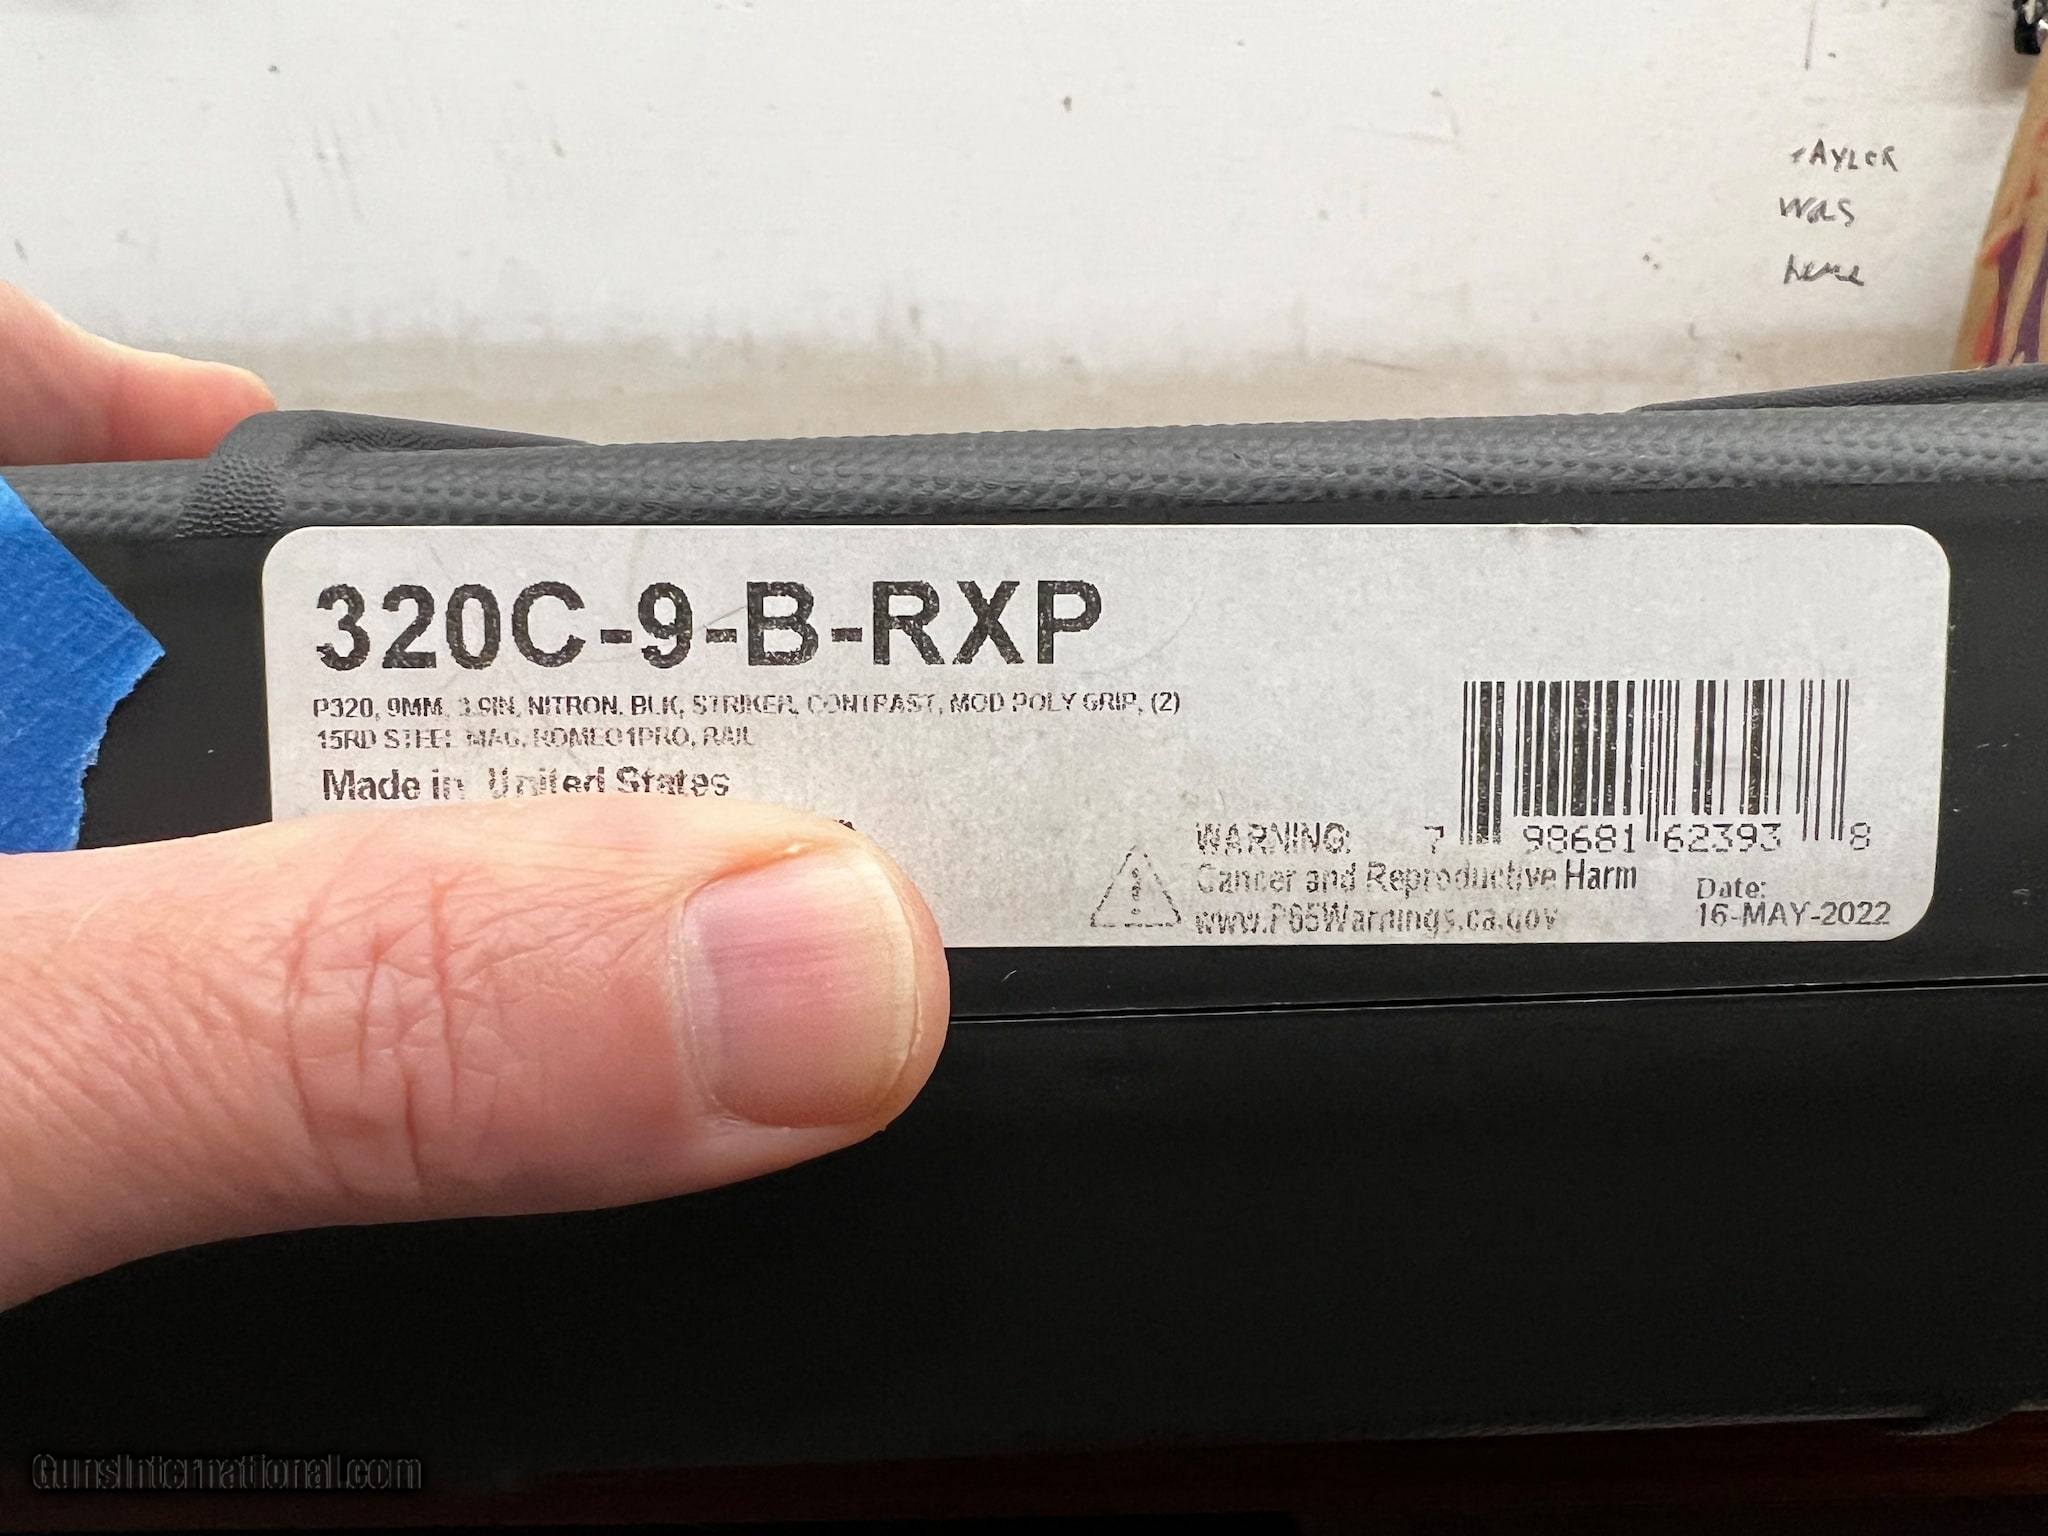 tAYLER
was
here
320C-9-B-RXP
P320, 9MM, 3.9IN, NITRON, BLK, STRIKER, CONTRAST, MOD POLY GRIP, (2)
15RD STEEL MAG, ROMEO1PRO, RAIL
Made in United States
WARNING:
Cancer and Reproductive Harm
www.P65Warnings.ca.gov
7 98681 62393 8
Date:
16-MAY-2022
GunsInternational.com